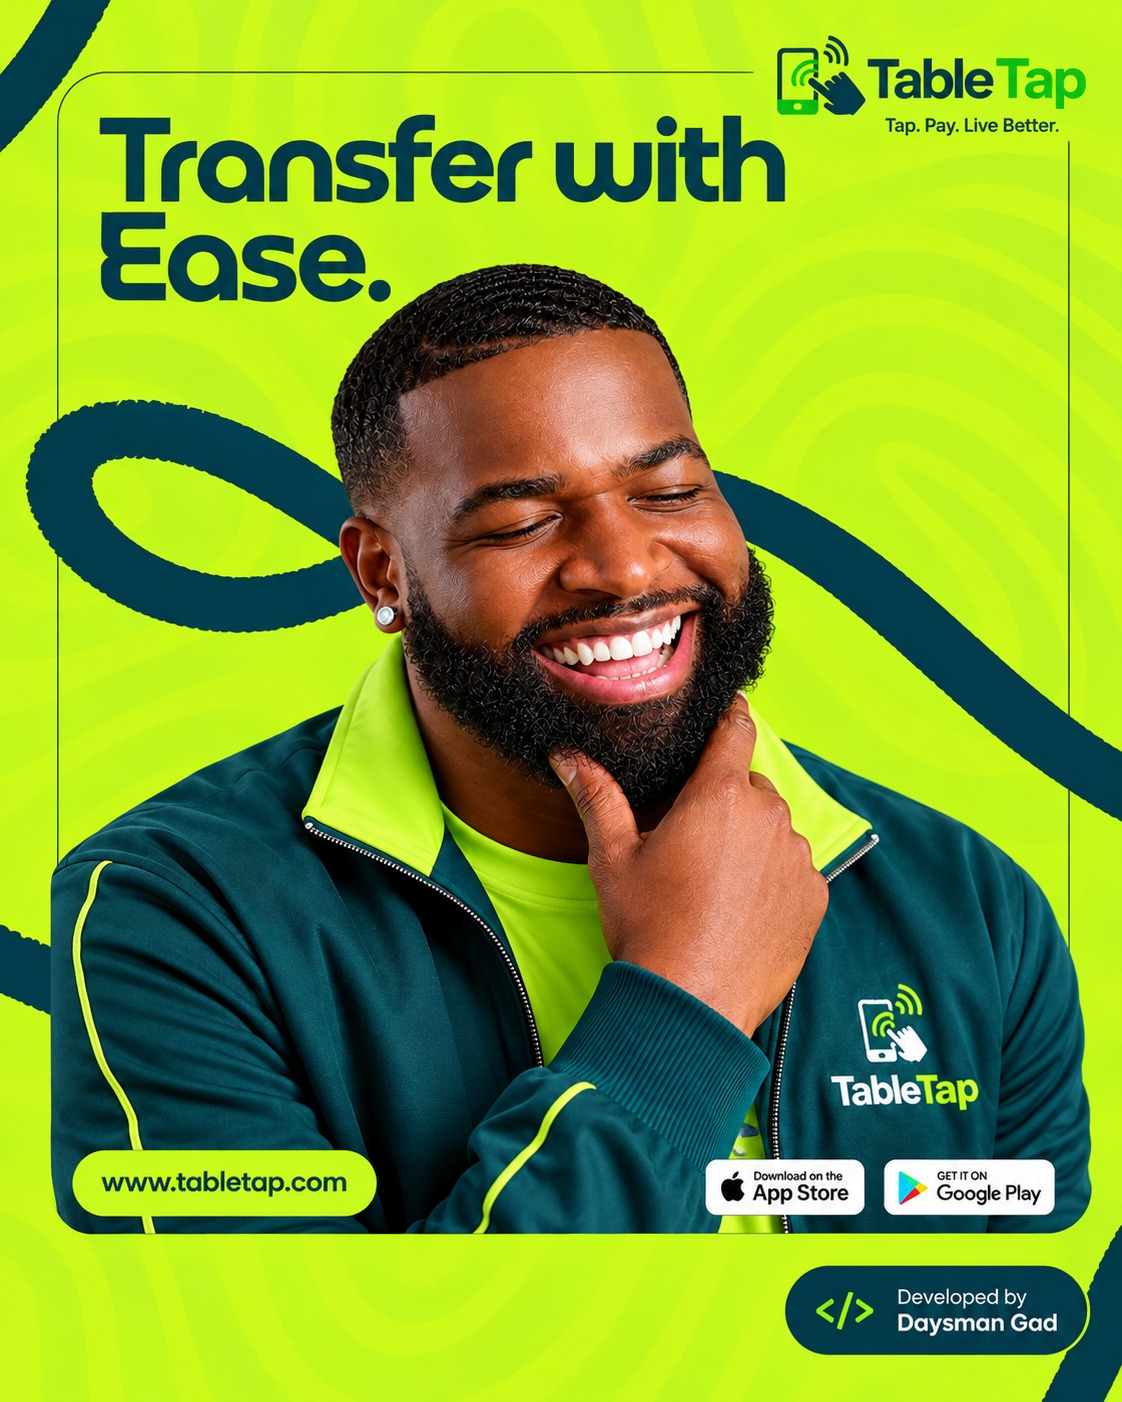 TableTap
Tap. Pay. Live Better.
Transfer with
Ease.
TableTap
www.tabletap.com
Download on the
App Store
GET IT ON
Google Play
</>
Developed by
Daysman Gad